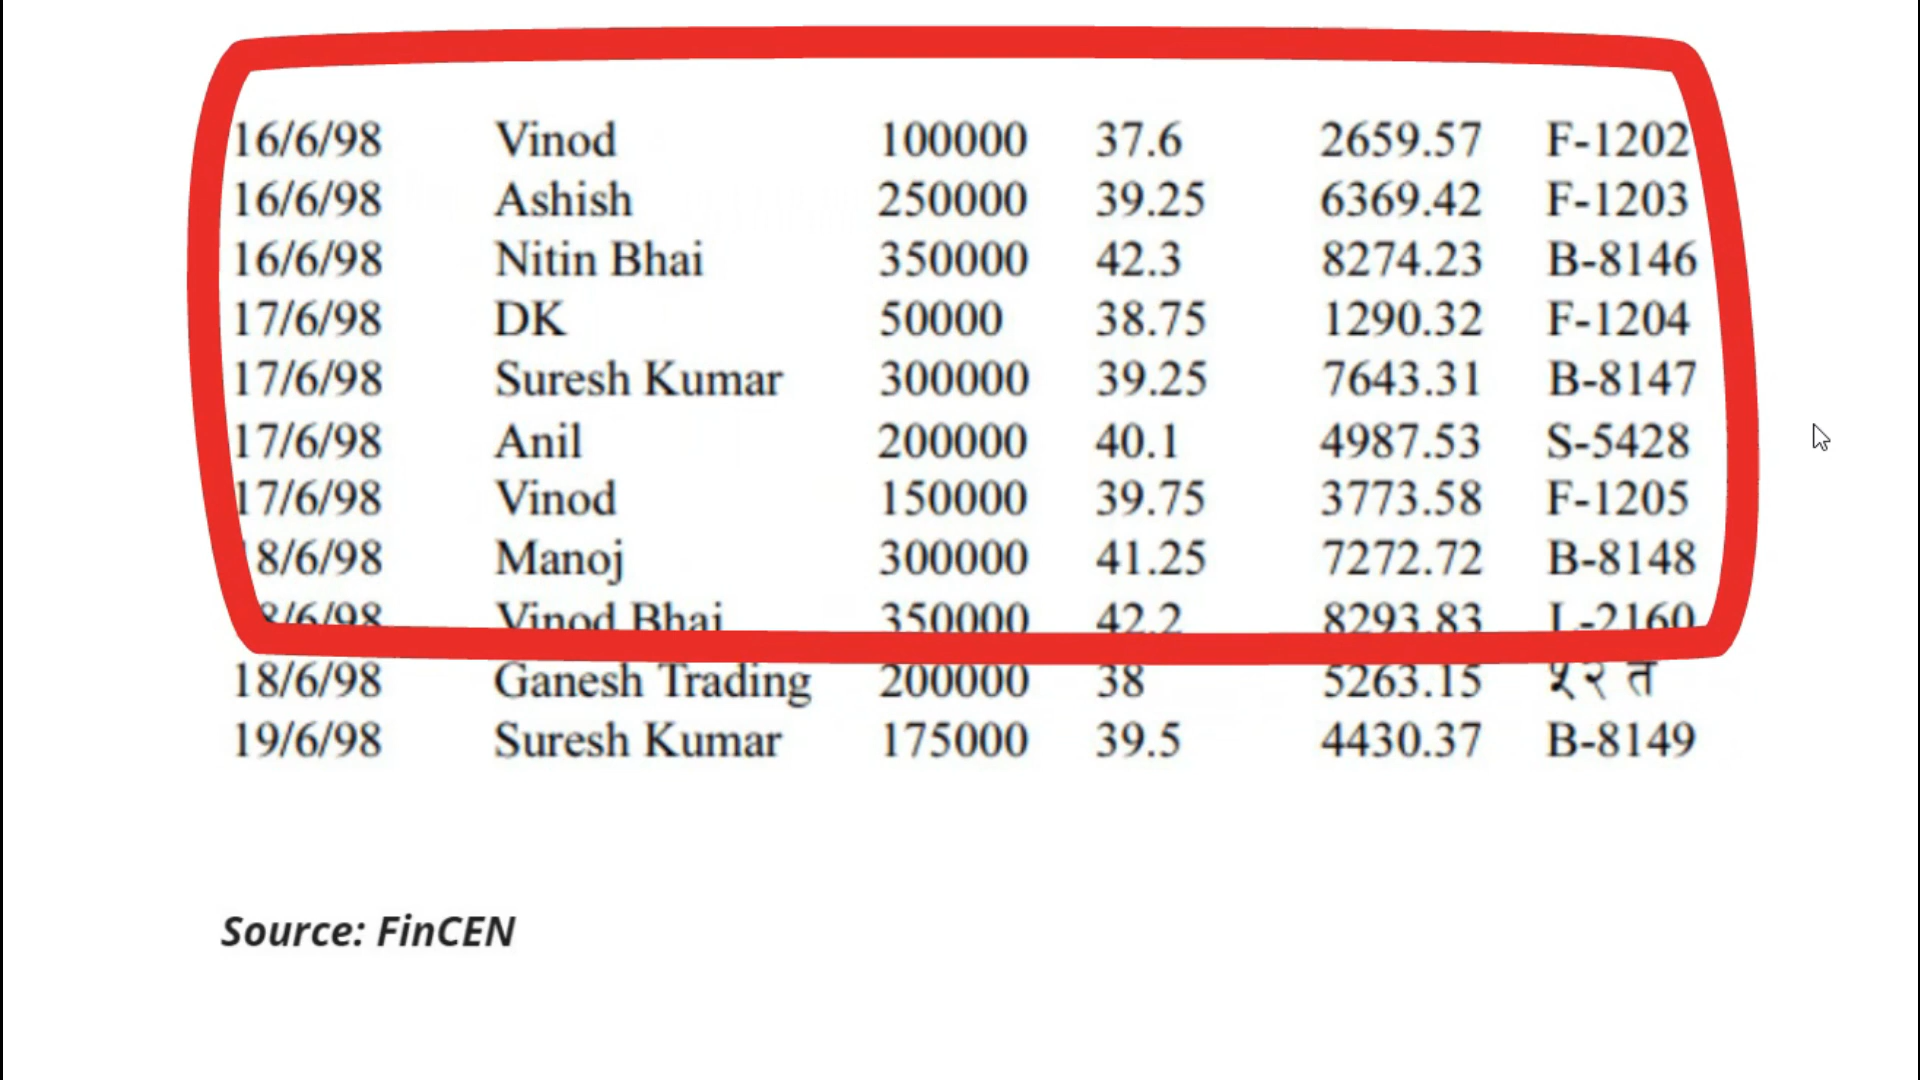 16/6/98 Vinod 100000 37.6 2659.57 F-1202
16/6/98 Ashish 250000 39.25 6369.42 F-1203
16/6/98 Nitin Bhai 350000 42.3 8274.23 B-8146
17/6/98 DK 50000 38.75 1290.32 F-1204
17/6/98 Suresh Kumar 300000 39.25 7643.31 B-8147
17/6/98 Anil 200000 40.1 4987.53 S-5428
17/6/98 Vinod 150000 39.75 3773.58 F-1205
18/6/98 Manoj 300000 41.25 7272.72 B-8148
8/6/98 Vinod Bhai 350000 42.2 8293.83 L-2160
18/6/98 Ganesh Trading 200000 38 5263.15 ५२ त
19/6/98 Suresh Kumar 175000 39.5 4430.37 B-8149
Source: FinCEN